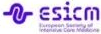 esicm
European Society of
Intensive Care Medicine